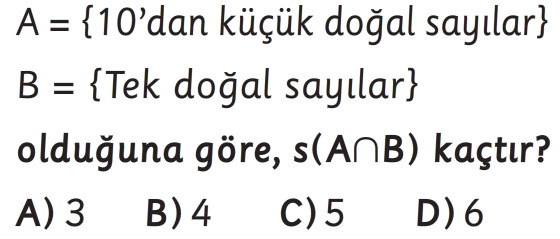 A = {10’dan küçük doğal sayılar}
B = {Tek doğal sayılar}
olduğuna göre, s(A∩B) kaçtır?
A) 3 B) 4 C) 5 D) 6